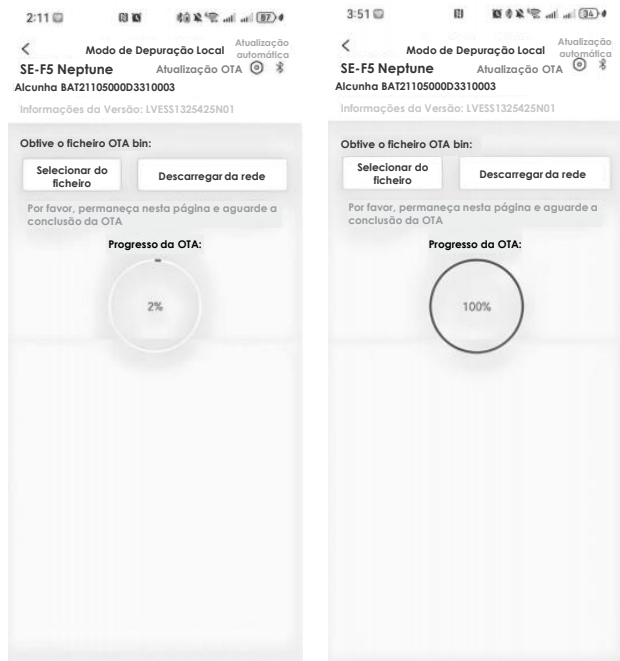 2:11
87
Modo de Depuração Local
Atualização
automática
SE-F5 Neptune
Atualização OTA
Alcunha BAT21105000D3310003
Informações da Versão: LVESS1325425N01
Obtive o ficheiro OTA bin:
Selecionar do
ficheiro
Descarregar da rede
Por favor, permaneça nesta página e aguarde a
conclusão da OTA
Progresso da OTA:
2%
3:51
34
Modo de Depuração Local
Atualização
automática
SE-F5 Neptune
Atualização OTA
Alcunha BAT21105000D3310003
Informações da Versão: LVESS1325425N01
Obtive o ficheiro OTA bin:
Selecionar do
ficheiro
Descarregar da rede
Por favor, permaneça nesta página e aguarde a
conclusão da OTA
Progresso da OTA:
100%